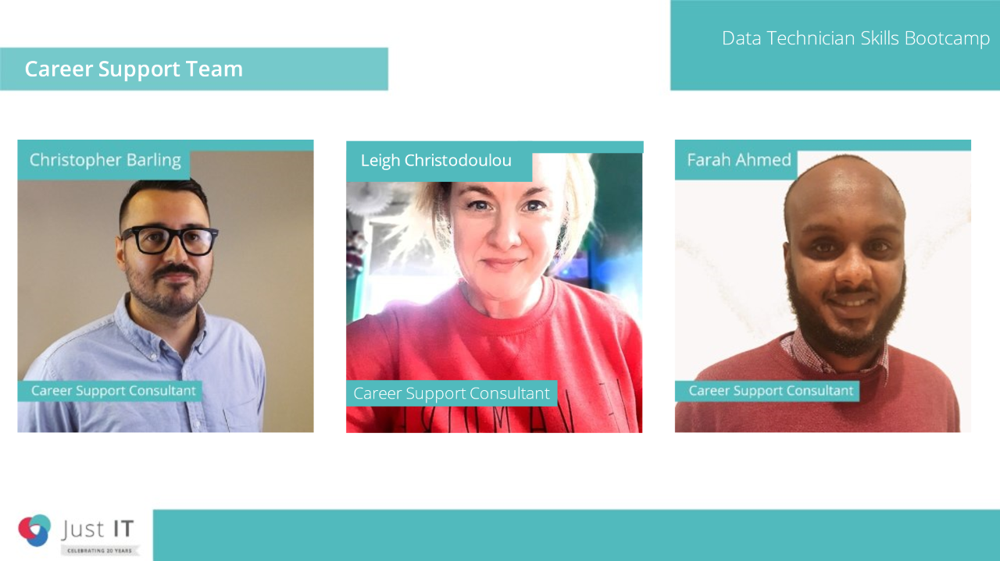 Data Technician Skills Bootcamp
Career Support Team
Christopher Barling
Leigh Christodoulou
Farah Ahmed
Career Support Consultant
Career Support Consultant
Career Support Consultant
Just IT
CELEBRATING 20 YEARS